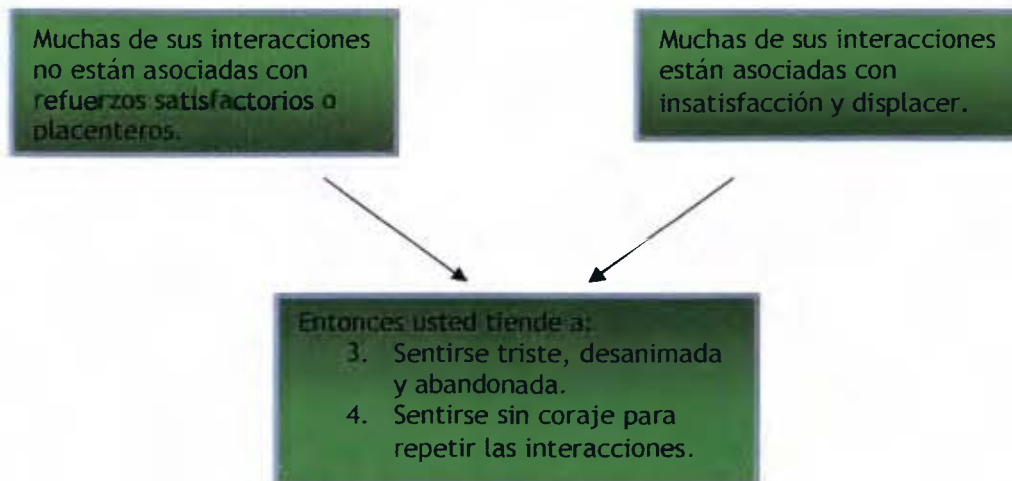 Muchas de sus interacciones
no están asociadas con
refuerzos satisfactorios o
placenteros.
Muchas de sus interacciones
están asociadas con
insatisfacción y displacer.
Entonces usted tiende a:
3. Sentirse triste, desanimada
y abandonada.
4. Sentirse sin coraje para
repetir las interacciones.